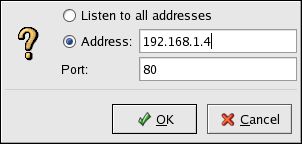 Listen to all addresses
Address: 192.168.1.4
Port: 80
OK Cancel